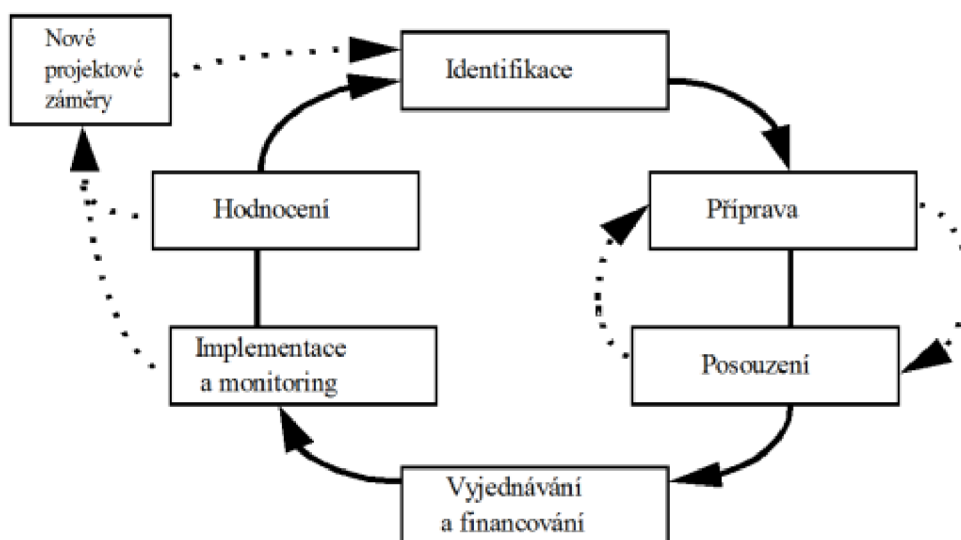 Nové
projektové
záměry
Identifikace
Hodnocení
Příprava
Implementace
a monitoring
Posouzení
Vyjednávání
a financování